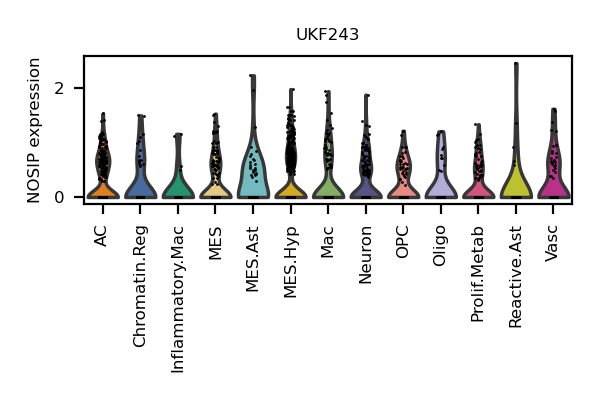 UKF243
NOSIP expression
2
0
AC
Chromatin.Reg
Inflammatory.Mac
MES
MES.Ast
MES.Hyp
Mac
Neuron
OPC
Oligo
Prolif.Metab
Reactive.Ast
Vasc